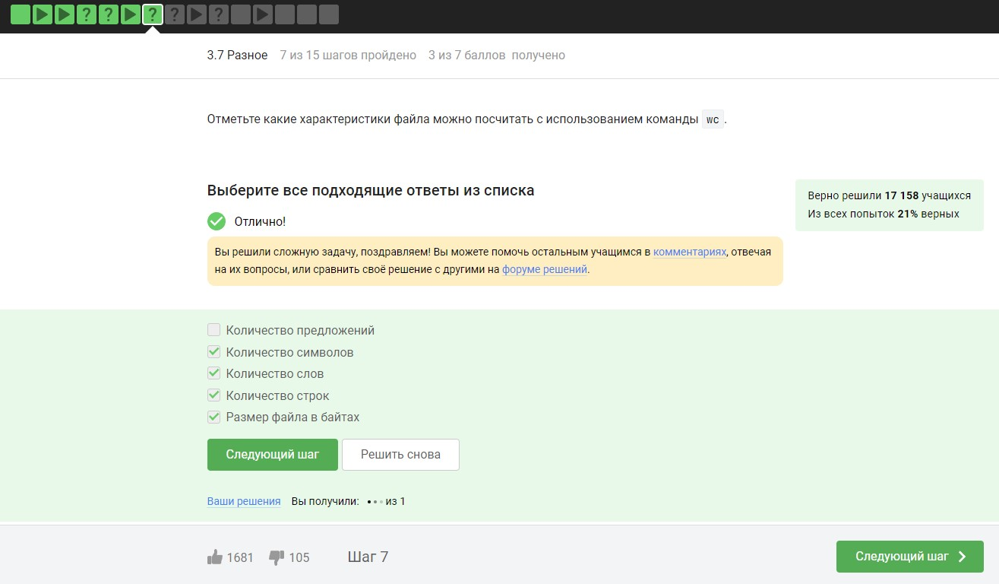 ? ? ? ? ?
3.7 Разное 7 из 15 шагов пройдено 3 из 7 баллов получено
Отметьте какие характеристики файла можно посчитать с использованием команды wc.
Выберите все подходящие ответы из списка
Верно решили 17 158 учащихся
Из всех попыток 21% верных
Отлично!
Вы решили сложную задачу, поздравляем! Вы можете помочь остальным учащимся в комментариях, отвечая
на их вопросы, или сравнить своё решение с другими на форуме решений.
Количество предложений
Количество символов
Количество слов
Количество строк
Размер файла в байтах
Следующий шаг Решить снова
Ваши решения Вы получили: из 1
1681 105 Шаг 7 Следующий шаг